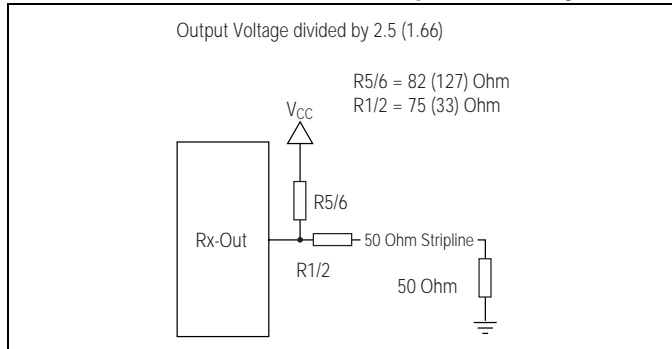 Output Voltage divided by 2.5 (1.66)
R5/6 = 82 (127) Ohm
R1/2 = 75 (33) Ohm
VCC
R5/6
Rx-Out
50 Ohm Stripline
R1/2
50 Ohm